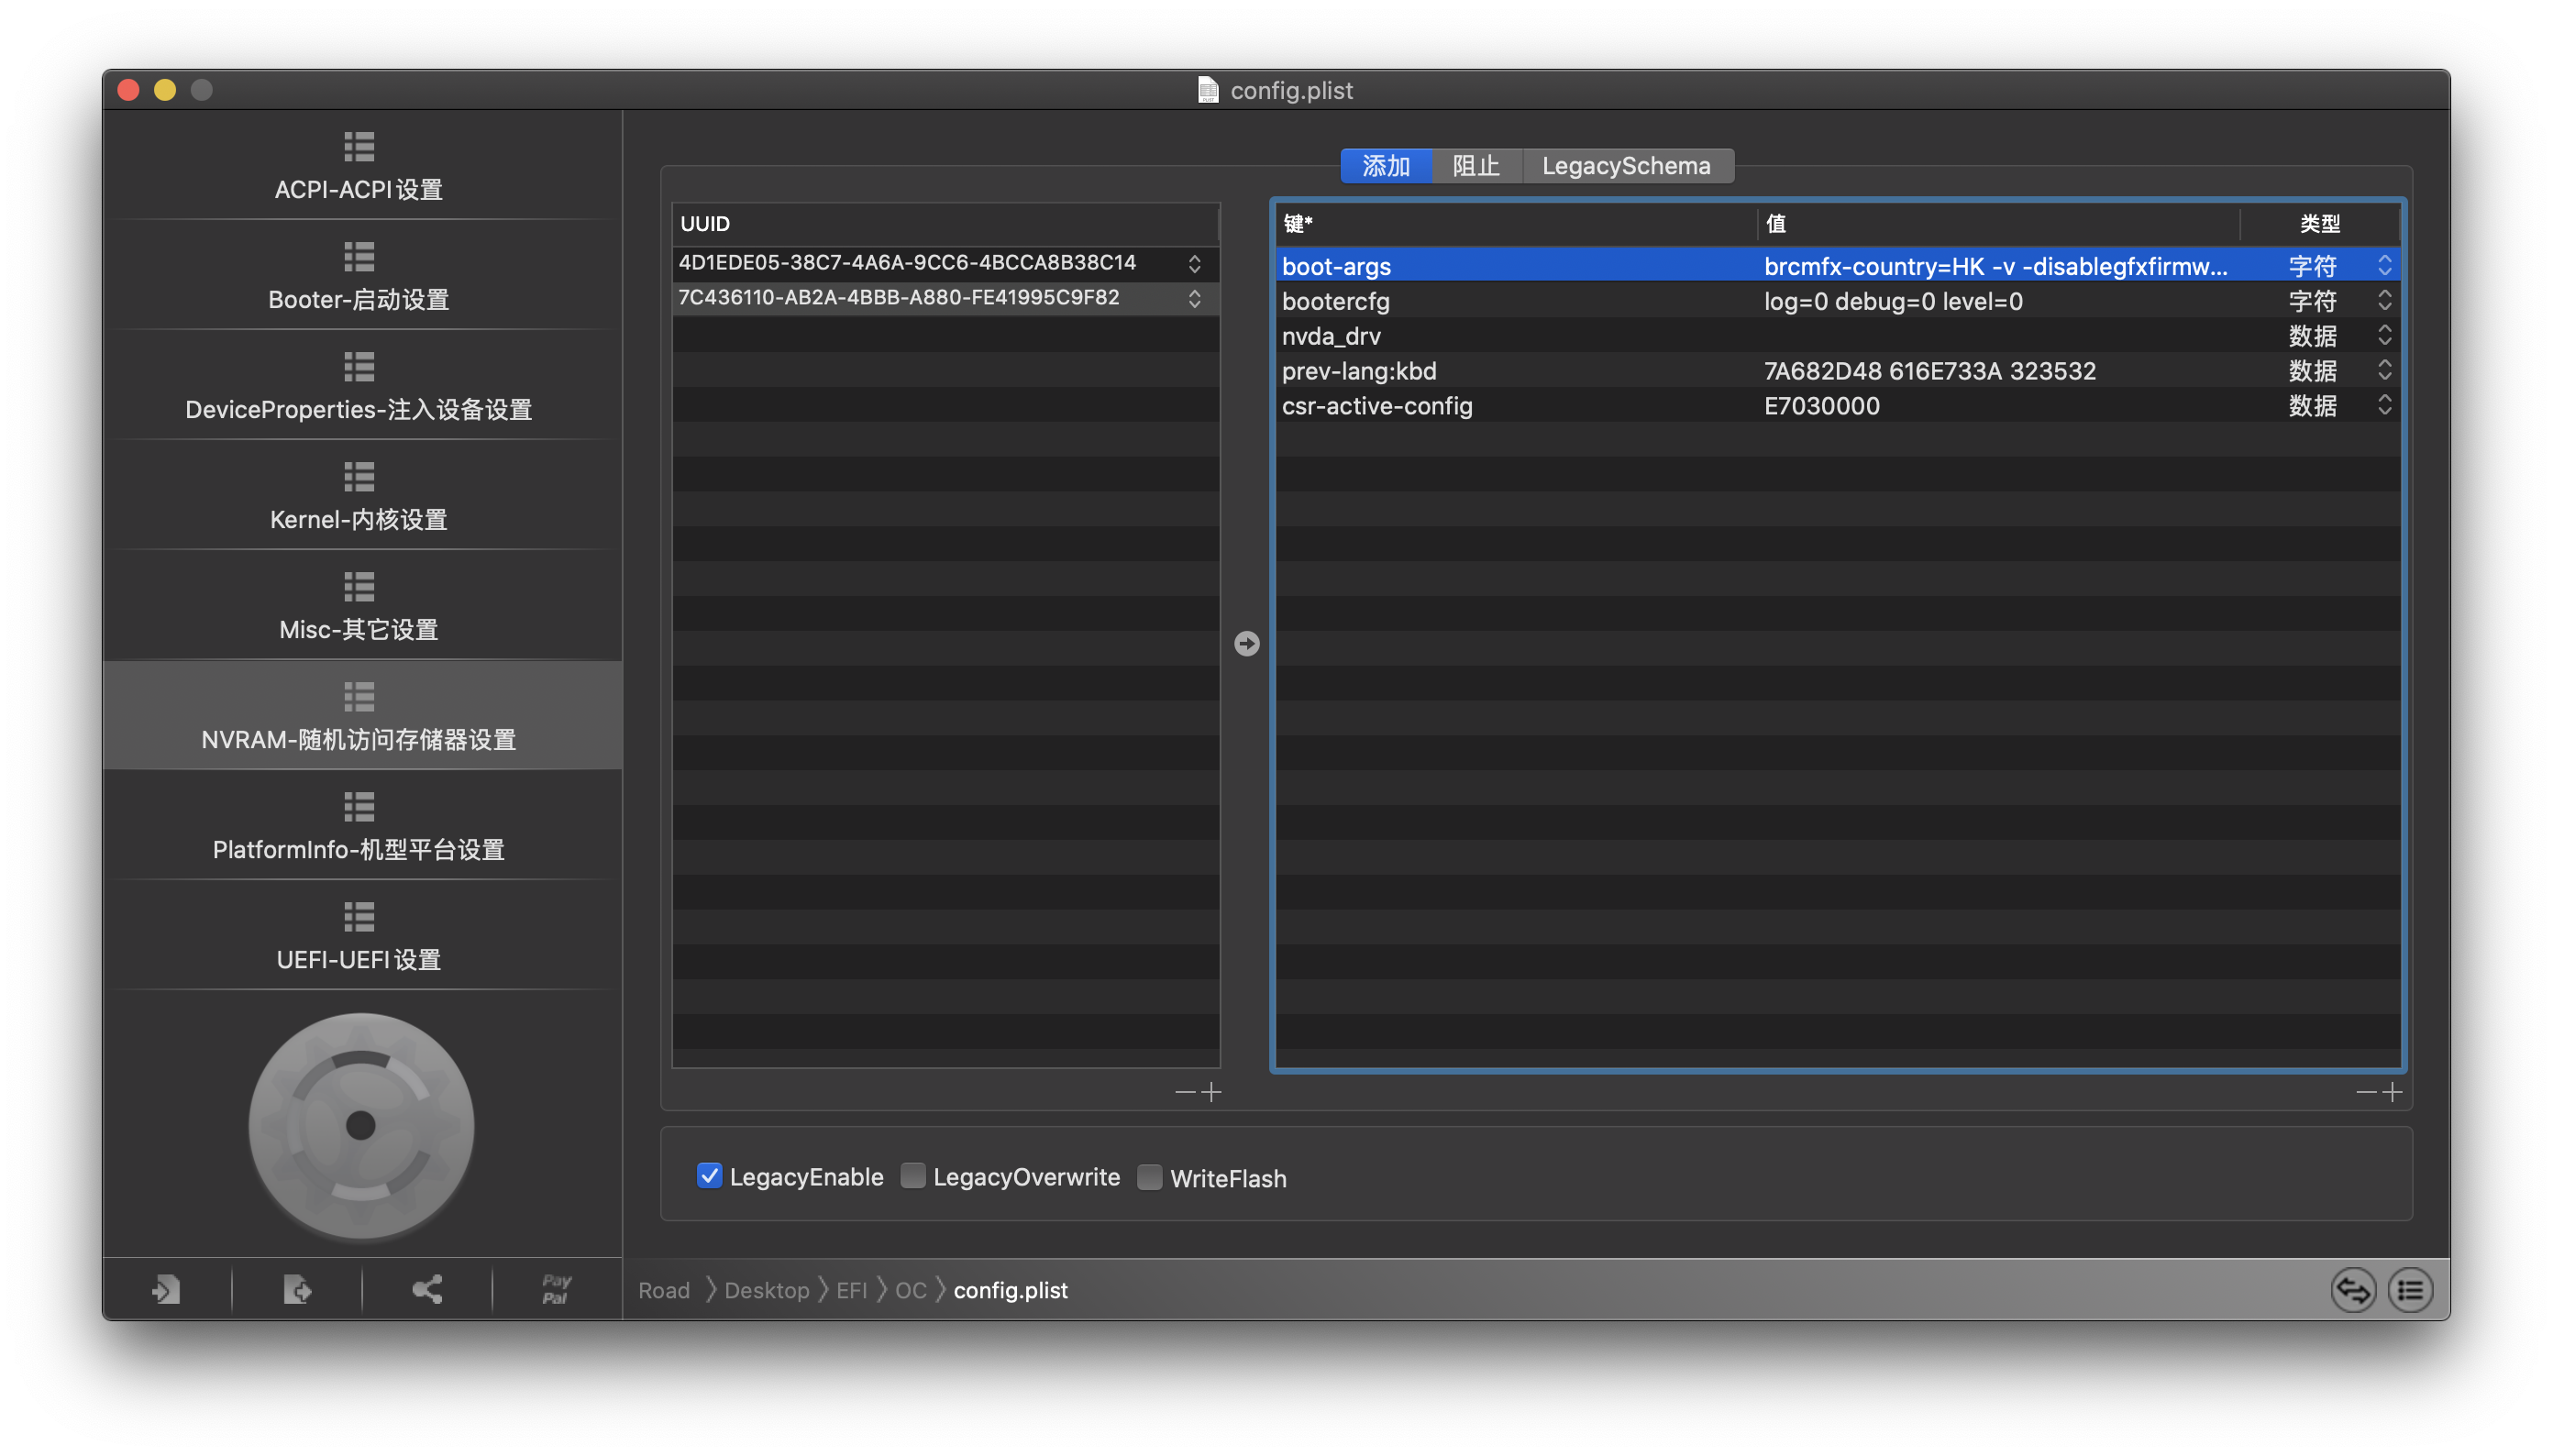 config.plist
ACPI-ACPI设置
Booter-启动设置
DeviceProperties-注入设备设置
Kernel-内核设置
Misc-其它设置
NVRAM-随机访问存储器设置
PlatformInfo-机型平台设置
UEFI-UEFI设置
Pay
Pal
添加 阻止 LegacySchema
UUID
4D1EDE05-38C7-4A6A-9CC6-4BCCA8B38C14
7C436110-AB2A-4BBB-A880-FE41995C9F82
键* 值 类型
boot-args brcmfx-country=HK -v -disablegfxfirmw... 字符
bootercfg log=0 debug=0 level=0 字符
nvda_drv 数据
prev-lang:kbd 7A682D48 616E733A 323532 数据
csr-active-config E7030000 数据
LegacyEnable LegacyOverwrite WriteFlash
Road 〉Desktop 〉EFI 〉OC 〉config.plist